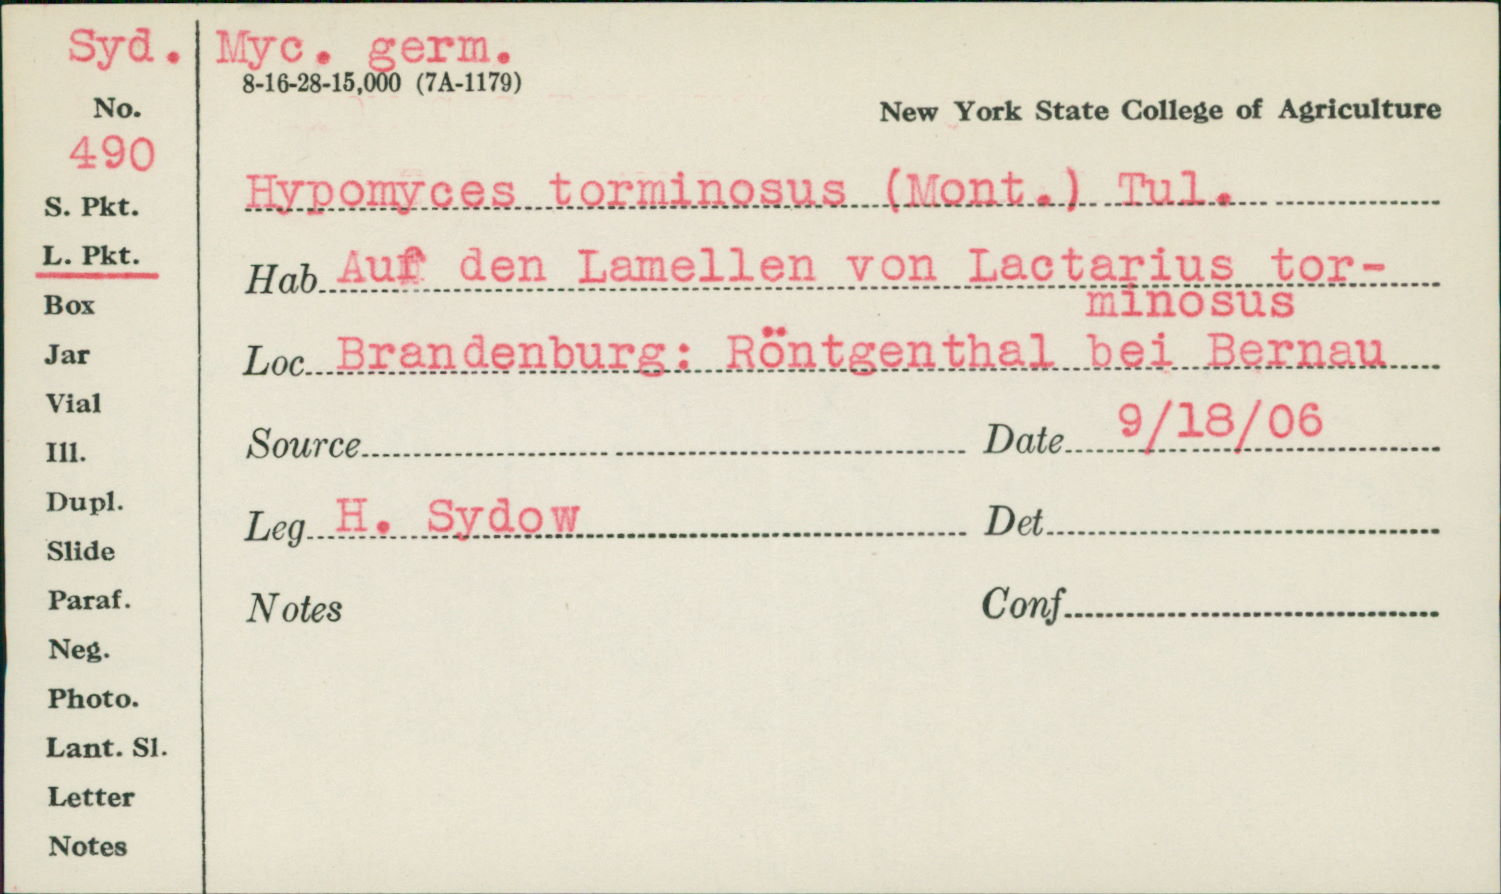 Syd. Myc. germ.
8-16-28-15,000 (7A-1179)
No.
New York State College of Agriculture
490
Hypomyces torminosus (Mont.) Tul.
S. Pkt.
L. Pkt.
Hab. Auf den Lamellen von Lactarius tor-
minosus
Box
Loc. Brandenburg: Röntgenthal bei Bernau
Jar
Vial
Source
Date 9/18/06
Ill.
Dupl.
Leg. H. Sydow
Det
Slide
Paraf.
Notes
Conf
Neg.
Photo.
Lant. Sl.
Letter
Notes